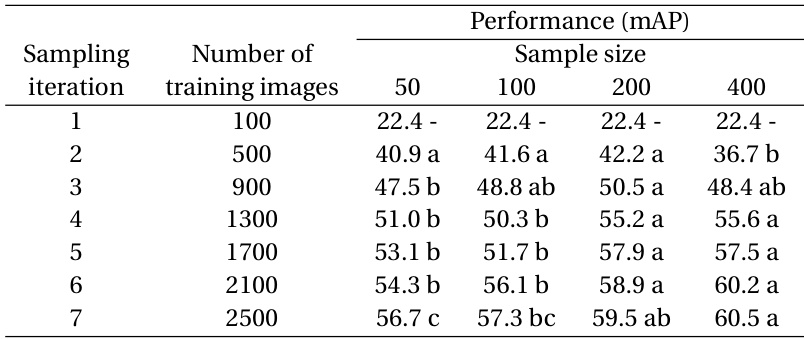 Performance (mAP)
Sampling Number of Sample size
iteration training images 50 100 200 400
1 100 22.4 - 22.4 - 22.4 - 22.4 -
2 500 40.9 a 41.6 a 42.2 a 36.7 b
3 900 47.5 b 48.8 ab 50.5 a 48.4 ab
4 1300 51.0 b 50.3 b 55.2 a 55.6 a
5 1700 53.1 b 51.7 b 57.9 a 57.5 a
6 2100 54.3 b 56.1 b 58.9 a 60.2 a
7 2500 56.7 c 57.3 bc 59.5 ab 60.5 a